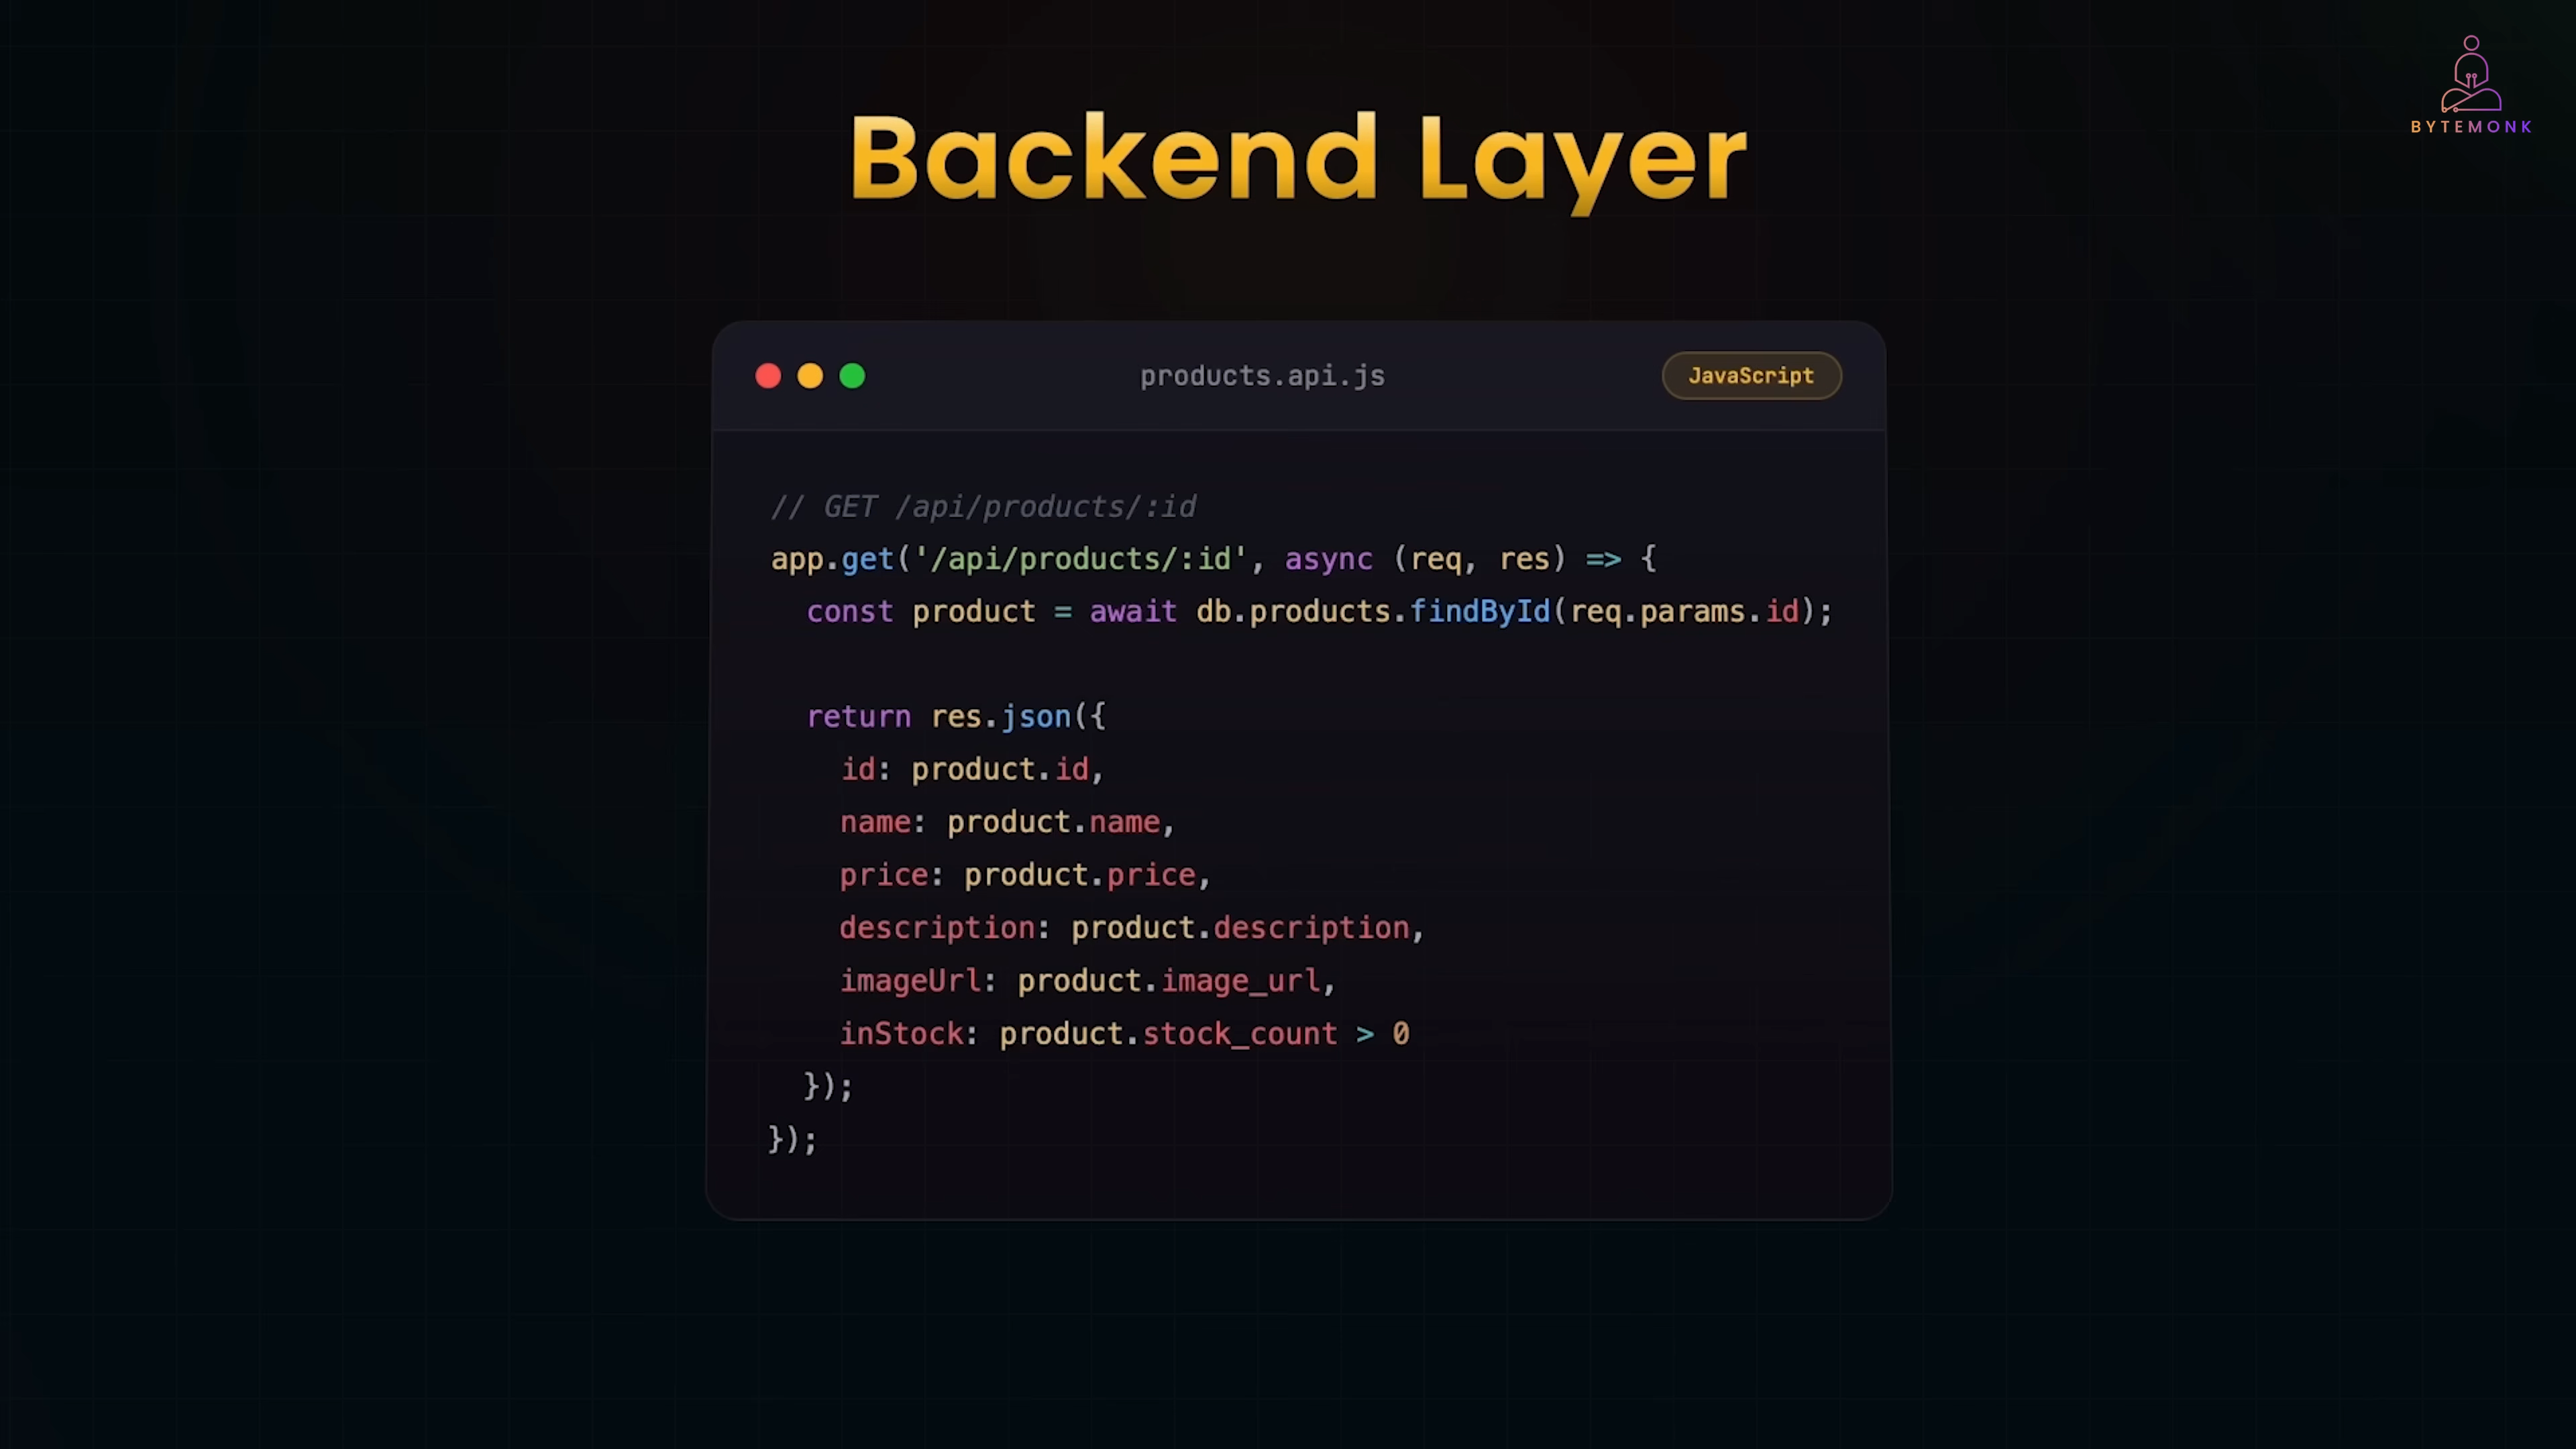 BYTEMONK
Backend Layer
products.api.js
JavaScript
// GET /api/products/:id
app.get('/api/products/:id', async (req, res) => {
  const product = await db.products.findById(req.params.id);
  return res.json({
    id: product.id,
    name: product.name,
    price: product.price,
    description: product.description,
    imageUrl: product.image_url,
    inStock: product.stock_count > 0
  });
});